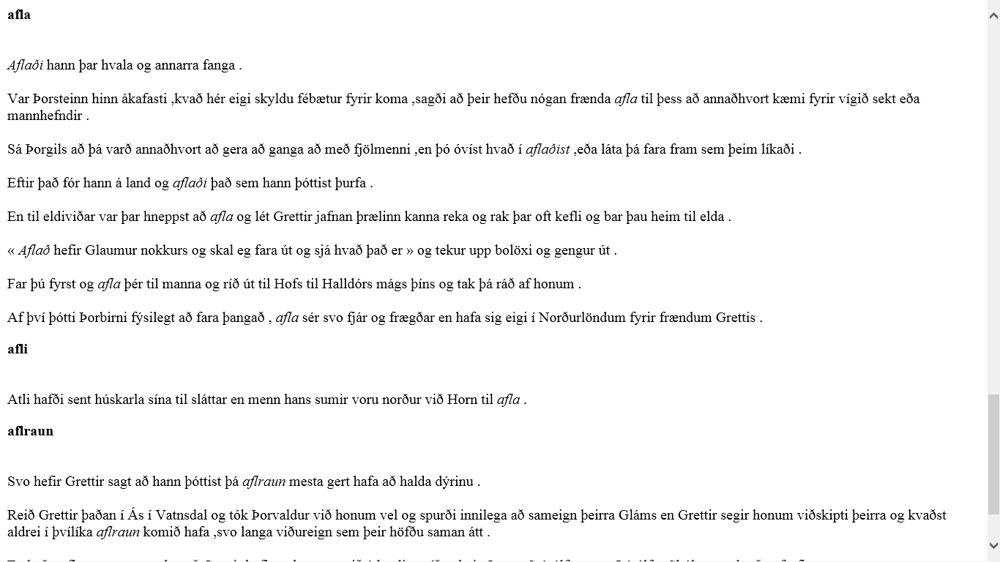 afla
Aflaði hann þar hvala og annarra fanga .
Var Þorsteinn hinn ákafasti ,kvað hér eigi skyldu fébætur fyrir koma ,sagði að þeir hefðu nógan frænda afla til þess að annaðhvort kæmi fyrir vígið sekt eða
mannhefndir .
Sá Þorgils að þá varð annaðhvort að gera að ganga að með fjölmenni ,en þó óvíst hvað í aflaðist ,eða láta þá fara fram sem þeim líkaði .
Eftir það fór hann á land og aflaði það sem hann þóttist þurfa .
En til eldiviðar var þar hneppst að afla og lét Grettir jafnan þrælinn kanna reka og rak þar oft kefli og bar þau heim til elda .
« Aflað hefir Glaumur nokkurs og skal eg fara út og sjá hvað það er » og tekur upp bolöxi og gengur út .
Far þú fyrst og afla þér til manna og ríð út til Hofs til Halldórs mágs þíns og tak þá ráð af honum .
Af því þótti Þorbirni fýsilegt að fara þangað , afla sér svo fjár og frægðar en hafa sig eigi í Norðurlöndum fyrir frændum Grettis .
afli
Atli hafði sent húskarla sína til sláttar en menn hans sumir voru norður við Horn til afla .
aflraun
Svo hefir Grettir sagt að hann þóttist þá aflraun mesta gert hafa að halda dýrinu .
Reið Grettir þaðan í Ás í Vatnsdal og tók Þorvaldur við honum vel og spurði innilega að sameign þeirra Gláms en Grettir segir honum viðskipti þeirra og kvaðst
aldrei í þvílíka aflraun komið hafa ,svo langa viðureign sem þeir höfðu saman átt .